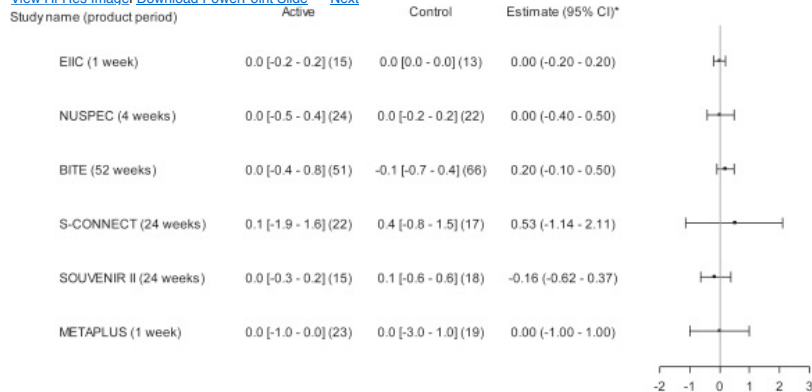 View Hi-Res Image Download PowerPoint Slide Next
Study name (product period) Active Control Estimate (95% CI)*
EIIC (1 week) 0.0 [-0.2 - 0.2] (15) 0.0 [0.0 - 0.0] (13) 0.00 (-0.20 - 0.20)
NUSPEC (4 weeks) 0.0 [-0.5 - 0.4] (24) 0.0 [-0.2 - 0.2] (22) 0.00 (-0.40 - 0.50)
BITE (52 weeks) 0.0 [-0.4 - 0.8] (51) -0.1 [-0.7 - 0.4] (66) 0.20 (-0.10 - 0.50)
S-CONNECT (24 weeks) 0.1 [-1.9 - 1.6] (22) 0.4 [-0.8 - 1.5] (17) 0.53 (-1.14 - 2.11)
SOUVENIR II (24 weeks) 0.0 [-0.3 - 0.2] (15) 0.1 [-0.6 - 0.6] (18) -0.16 (-0.62 - 0.37)
METAPLUS (1 week) 0.0 [-1.0 - 0.0] (23) 0.0 [-3.0 - 1.0] (19) 0.00 (-1.00 - 1.00)
-2 -1 0 1 2 3